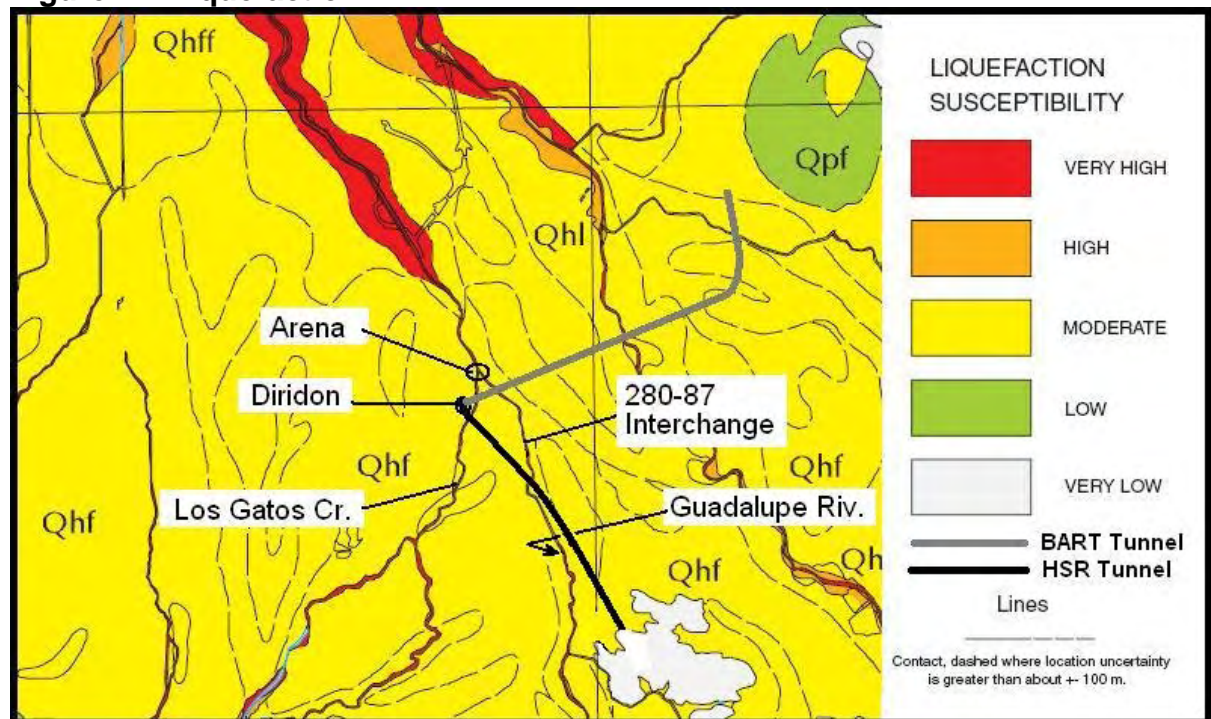 Qhff
Qpf
Qhl
Arena
Diridon
280-87
Interchange
Qhf
Qhf
Los Gatos Cr.
Guadalupe Riv.
Qhf
Qhf
Qhf
Qh
LIQUEFACTION
SUSCEPTIBILITY
VERY HIGH
HIGH
MODERATE
LOW
VERY LOW
BART Tunnel
HSR Tunnel
Lines
Contact, dashed where location uncertainty
is greater than about +- 100 m.